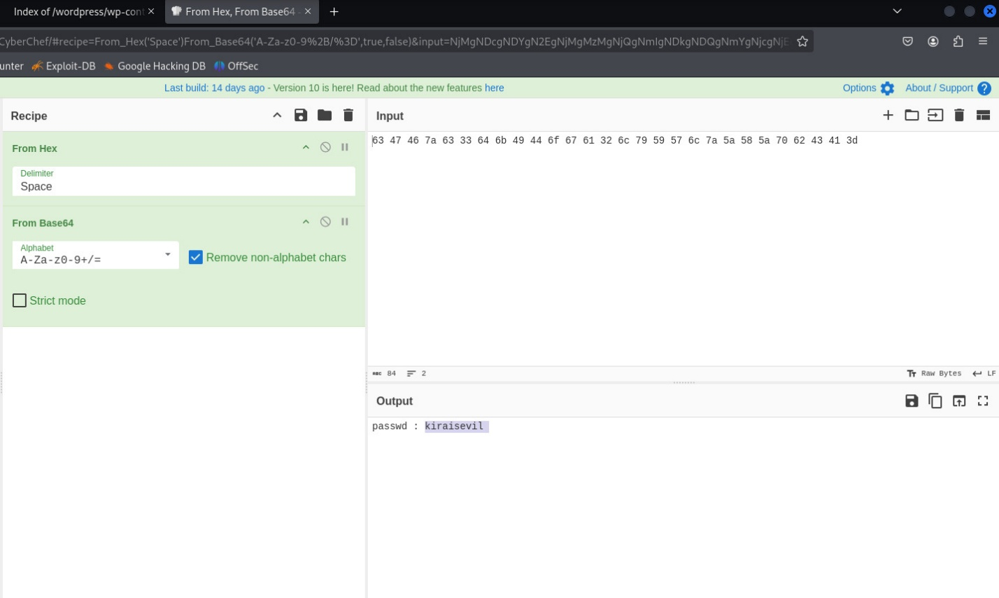 Index of /wordpress/wp-cont
From Hex, From Base64 -
CyberChef/#recipe=From_Hex('Space')From_Base64('A-Za-z0-9%2B/%3D',true,false)&input=NjMgNDcgNDYgN2EgNjMgMzMgNjQgNmIgNDkgNDQgNmYgNjcgNjE
unter Exploit-DB Google Hacking DB OffSec
Last build: 14 days ago - Version 10 is here! Read about the new features here
Options About / Support
Recipe
From Hex
Delimiter
Space
From Base64
Alphabet
A-Za-z0-9+/=
Remove non-alphabet chars
Strict mode
Input
63 47 46 7a 63 33 64 6b 49 44 6f 67 61 32 6c 79 59 57 6c 7a 5a 58 5a 70 62 43 41 3d
ABC 84 2
Raw Bytes LF
Output
passwd : kiraisevil